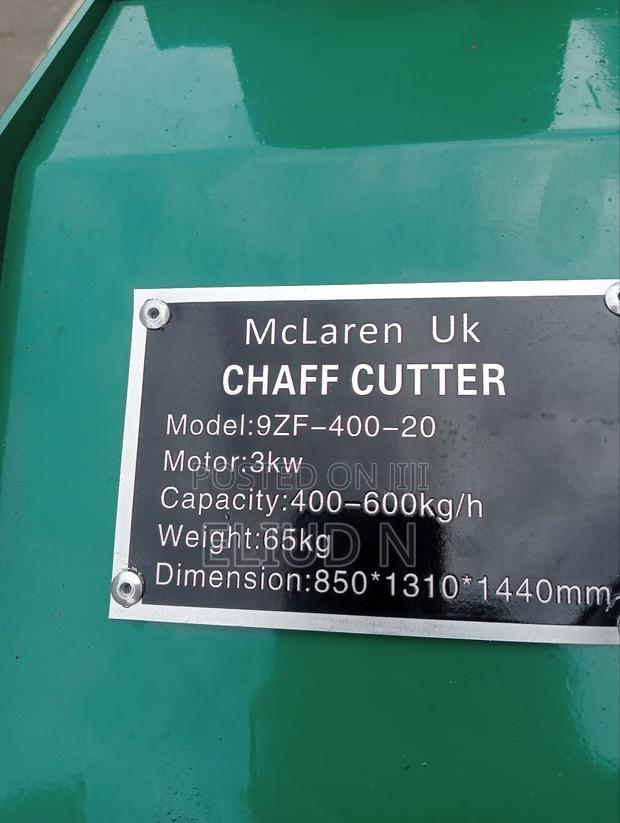 McLaren Uk
CHAFF CUTTER
Model:9ZF-400-20
Motor:3kw
POSTED ON
Capacity:400-600kg/h
Weight:65kg
ELIUD N
Dimension:850*1310*1440mm